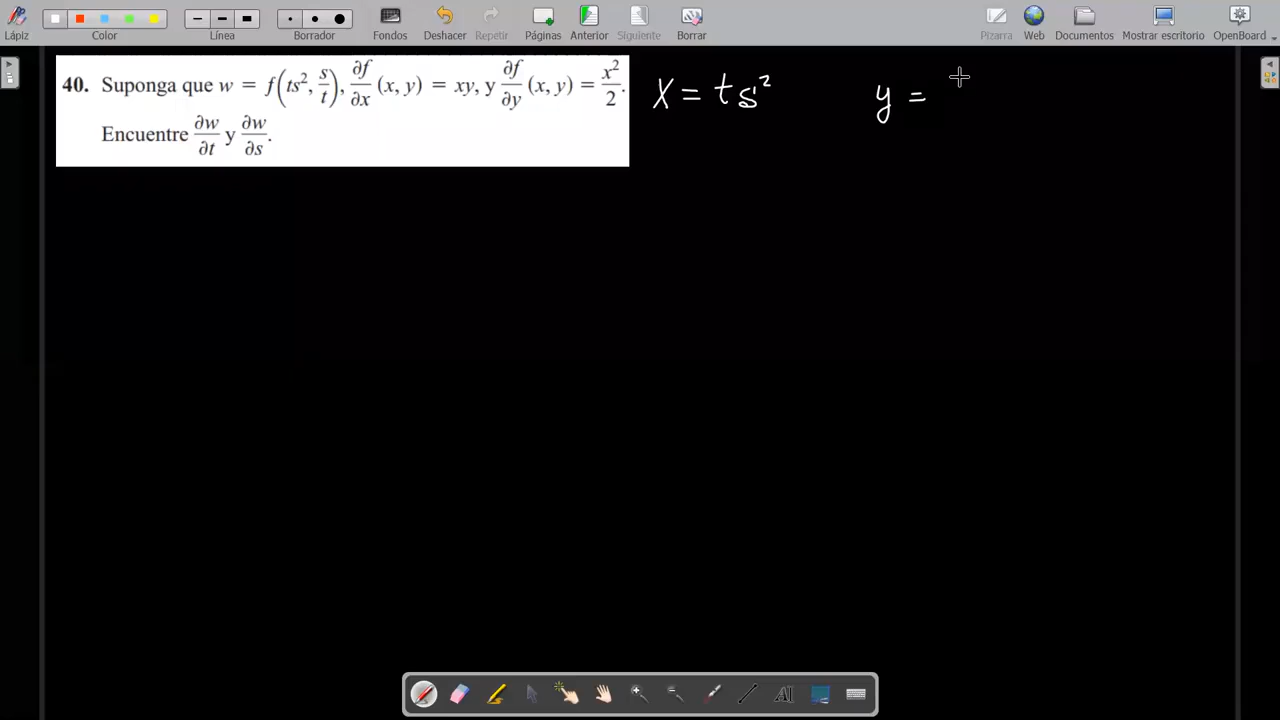 Lápiz Color Línea Borrador Fondos Deshacer Repetir Páginas Anterior Siguiente Borrar Pizarra Web Documentos Mostrar escritorio OpenBoard
40. Suponga que w = f(ts², s/t), ∂f/∂x (x, y) = xy, y ∂f/∂y (x, y) = x²/2.
Encuentre ∂w/∂t y ∂w/∂s.
x = ts² y =